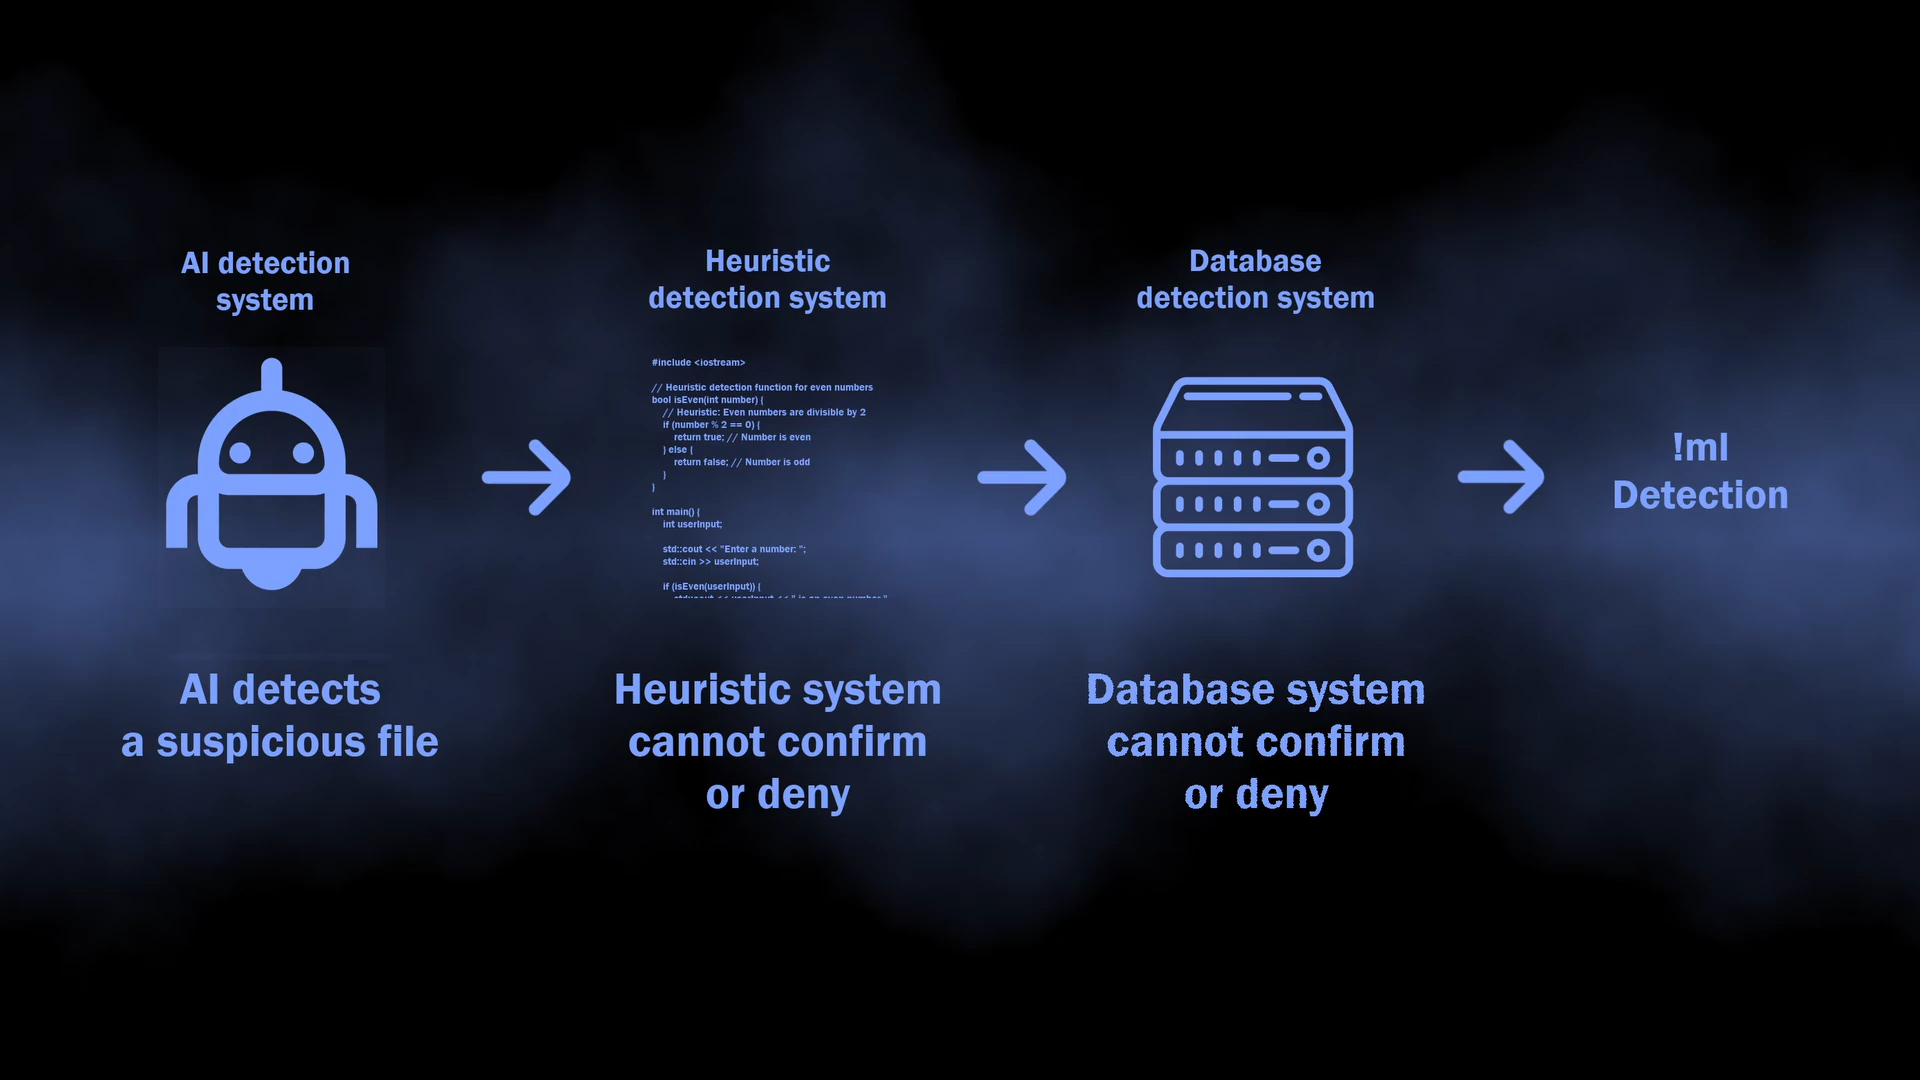 AI detection
system
Heuristic
detection system
Database
detection system
#include <iostream>
// Heuristic detection function for even numbers
bool isEven(int number) {
// Heuristic: Even numbers are divisible by 2
if (number % 2 == 0) {
return true; // Number is even
} else {
return false; // Number is odd
}
}
int main() {
int userInput;
std::cout << "Enter a number: ";
std::cin >> userInput;
if (isEven(userInput)) {
!ml
Detection
AI detects
a suspicious file
Heuristic system
cannot confirm
or deny
Database system
cannot confirm
or deny